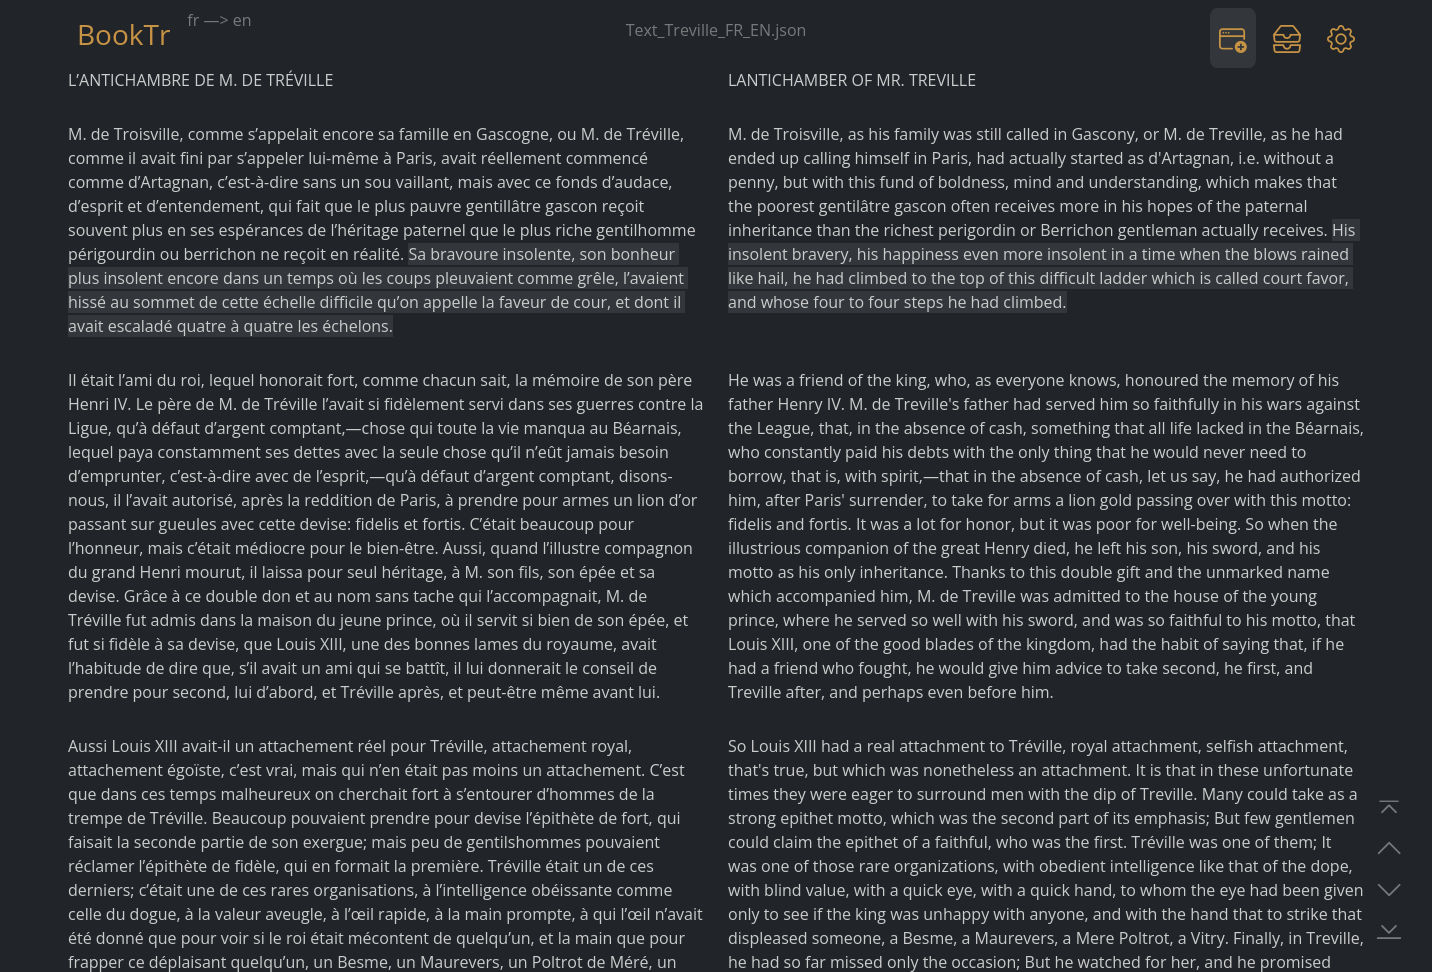 BookTr
fr —> en
Text_Treville_FR_EN.json
L’ANTICHAMBRE DE M. DE TRÉVILLE
M. de Troisville, comme s’appelait encore sa famille en Gascogne, ou M. de Tréville,
comme il avait fini par s’appeler lui-même à Paris, avait réellement commencé
comme d’Artagnan, c’est-à-dire sans un sou vaillant, mais avec ce fonds d’audace,
d’esprit et d’entendement, qui fait que le plus pauvre gentillâtre gascon reçoit
souvent plus en ses espérances de l’héritage paternel que le plus riche gentilhomme
périgourdin ou berrichon ne reçoit en réalité. Sa bravoure insolente, son bonheur
plus insolent encore dans un temps où les coups pleuvaient comme grêle, l’avaient
hissé au sommet de cette échelle difficile qu’on appelle la faveur de cour, et dont il
avait escaladé quatre à quatre les échelons.
Il était l’ami du roi, lequel honorait fort, comme chacun sait, la mémoire de son père
Henri IV. Le père de M. de Tréville l’avait si fidèlement servi dans ses guerres contre la
Ligue, qu’à défaut d’argent comptant,—chose qui toute la vie manqua au Béarnais,
lequel paya constamment ses dettes avec la seule chose qu’il n’eût jamais besoin
d’emprunter, c’est-à-dire avec de l’esprit,—qu’à défaut d’argent comptant, disons-
nous, il l’avait autorisé, après la reddition de Paris, à prendre pour armes un lion d’or
passant sur gueules avec cette devise: fidelis et fortis. C’était beaucoup pour
l’honneur, mais c’était médiocre pour le bien-être. Aussi, quand l’illustre compagnon
du grand Henri mourut, il laissa pour seul héritage, à M. son fils, son épée et sa
devise. Grâce à ce double don et au nom sans tache qui l’accompagnait, M. de
Tréville fut admis dans la maison du jeune prince, où il servit si bien de son épée, et
fut si fidèle à sa devise, que Louis XIII, une des bonnes lames du royaume, avait
l’habitude de dire que, s’il avait un ami qui se battît, il lui donnerait le conseil de
prendre pour second, lui d’abord, et Tréville après, et peut-être même avant lui.
Aussi Louis XIII avait-il un attachement réel pour Tréville, attachement royal,
attachement égoïste, c’est vrai, mais qui n’en était pas moins un attachement. C’est
que dans ces temps malheureux on cherchait fort à s’entourer d’hommes de la
trempe de Tréville. Beaucoup pouvaient prendre pour devise l’épithète de fort, qui
faisait la seconde partie de son exergue; mais peu de gentilshommes pouvaient
réclamer l’épithète de fidèle, qui en formait la première. Tréville était un de ces
derniers; c’était une de ces rares organisations, à l’intelligence obéissante comme
celle du dogue, à la valeur aveugle, à l’œil rapide, à la main prompte, à qui l’œil n’avait
été donné que pour voir si le roi était mécontent de quelqu’un, et la main que pour
frapper ce déplaisant quelqu’un, un Besme, un Maurevers, un Poltrot de Méré, un
LANTICHAMBER OF MR. TREVILLE
M. de Troisville, as his family was still called in Gascony, or M. de Treville, as he had
ended up calling himself in Paris, had actually started as d'Artagnan, i.e. without a
penny, but with this fund of boldness, mind and understanding, which makes that
the poorest gentilâtre gascon often receives more in his hopes of the paternal
inheritance than the richest perigordin or Berrichon gentleman actually receives. His
insolent bravery, his happiness even more insolent in a time when the blows rained
like hail, he had climbed to the top of this difficult ladder which is called court favor,
and whose four to four steps he had climbed.
He was a friend of the king, who, as everyone knows, honoured the memory of his
father Henry IV. M. de Treville's father had served him so faithfully in his wars against
the League, that, in the absence of cash, something that all life lacked in the Béarnais,
who constantly paid his debts with the only thing that he would never need to
borrow, that is, with spirit,—that in the absence of cash, let us say, he had authorized
him, after Paris' surrender, to take for arms a lion gold passing over with this motto:
fidelis and fortis. It was a lot for honor, but it was poor for well-being. So when the
illustrious companion of the great Henry died, he left his son, his sword, and his
motto as his only inheritance. Thanks to this double gift and the unmarked name
which accompanied him, M. de Treville was admitted to the house of the young
prince, where he served so well with his sword, and was so faithful to his motto, that
Louis XIII, one of the good blades of the kingdom, had the habit of saying that, if he
had a friend who fought, he would give him advice to take second, he first, and
Treville after, and perhaps even before him.
So Louis XIII had a real attachment to Tréville, royal attachment, selfish attachment,
that's true, but which was nonetheless an attachment. It is that in these unfortunate
times they were eager to surround men with the dip of Treville. Many could take as a
strong epithet motto, which was the second part of its emphasis; But few gentlemen
could claim the epithet of a faithful, who was the first. Tréville was one of them; It
was one of those rare organizations, with obedient intelligence like that of the dope,
with blind value, with a quick eye, with a quick hand, to whom the eye had been given
only to see if the king was unhappy with anyone, and with the hand that to strike that
displeased someone, a Besme, a Maurevers, a Mere Poltrot, a Vitry. Finally, in Treville,
he had so far missed only the occasion; But he watched for her, and he promised